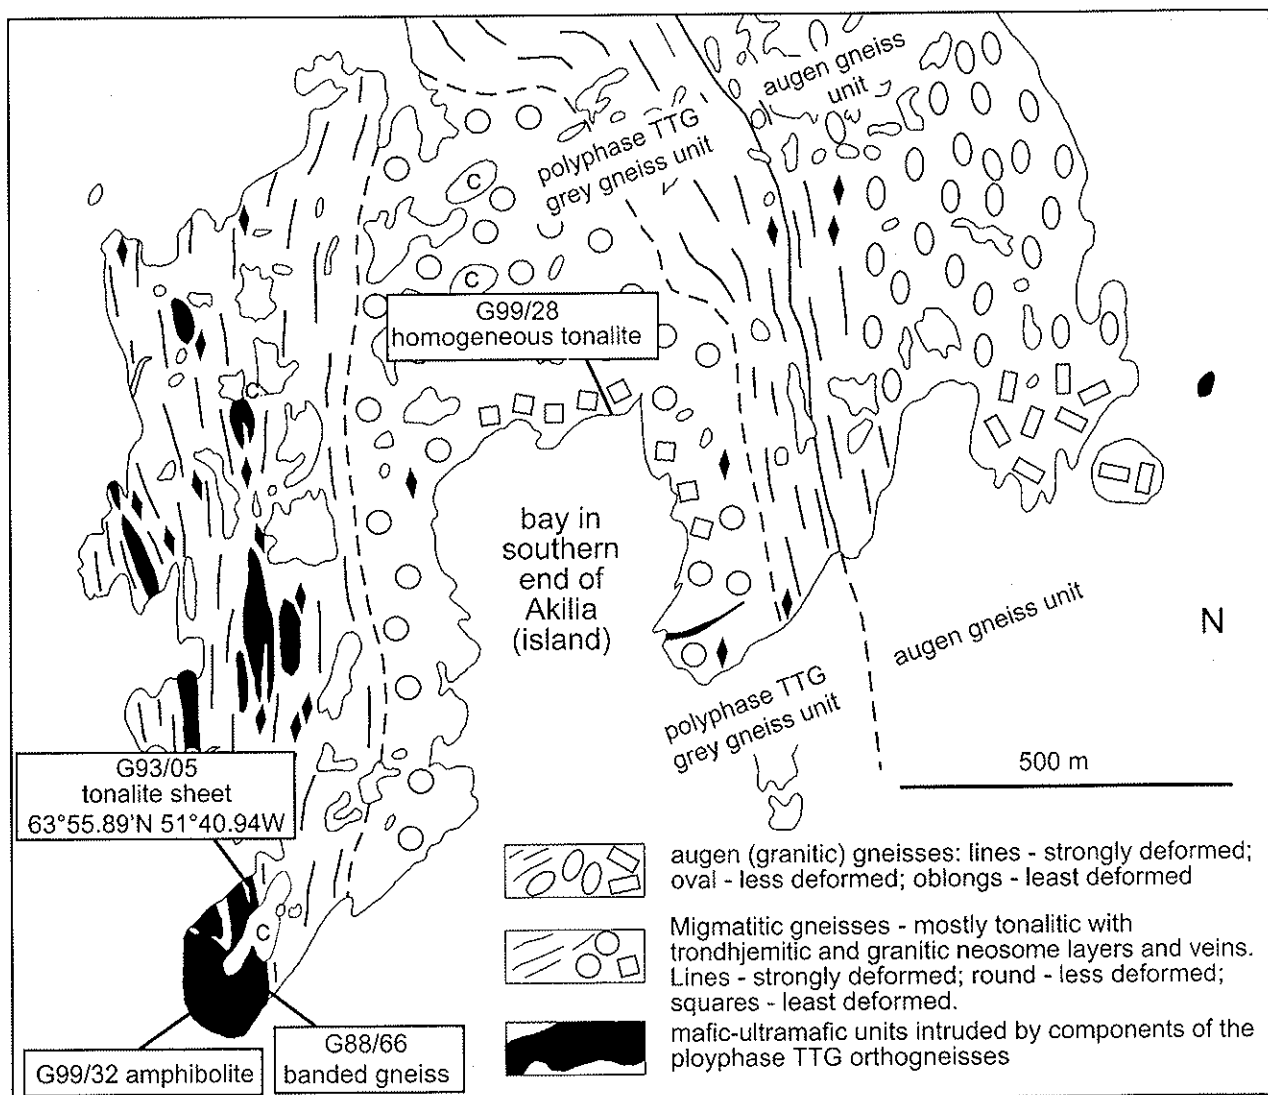 augen gneiss
unit
polyphase TTG
grey gneiss unit
C
C
G99/28
homogeneous tonalite
C
bay in
southern
end of
Akilia
(island)
augen gneiss unit
N
polyphase TTG
grey gneiss unit
500 m
G93/05
tonalite sheet
63°55.89'N 51°40.94W
C
G99/32 amphibolite
G88/66
banded gneiss
augen (granitic) gneisses: lines - strongly deformed;
oval - less deformed; oblongs - least deformed
Migmatitic gneisses - mostly tonalitic with
trondhjemitic and granitic neosome layers and veins.
Lines - strongly deformed; round - less deformed;
squares - least deformed.
mafic-ultramafic units intruded by components of the
ployphase TTG orthogneisses